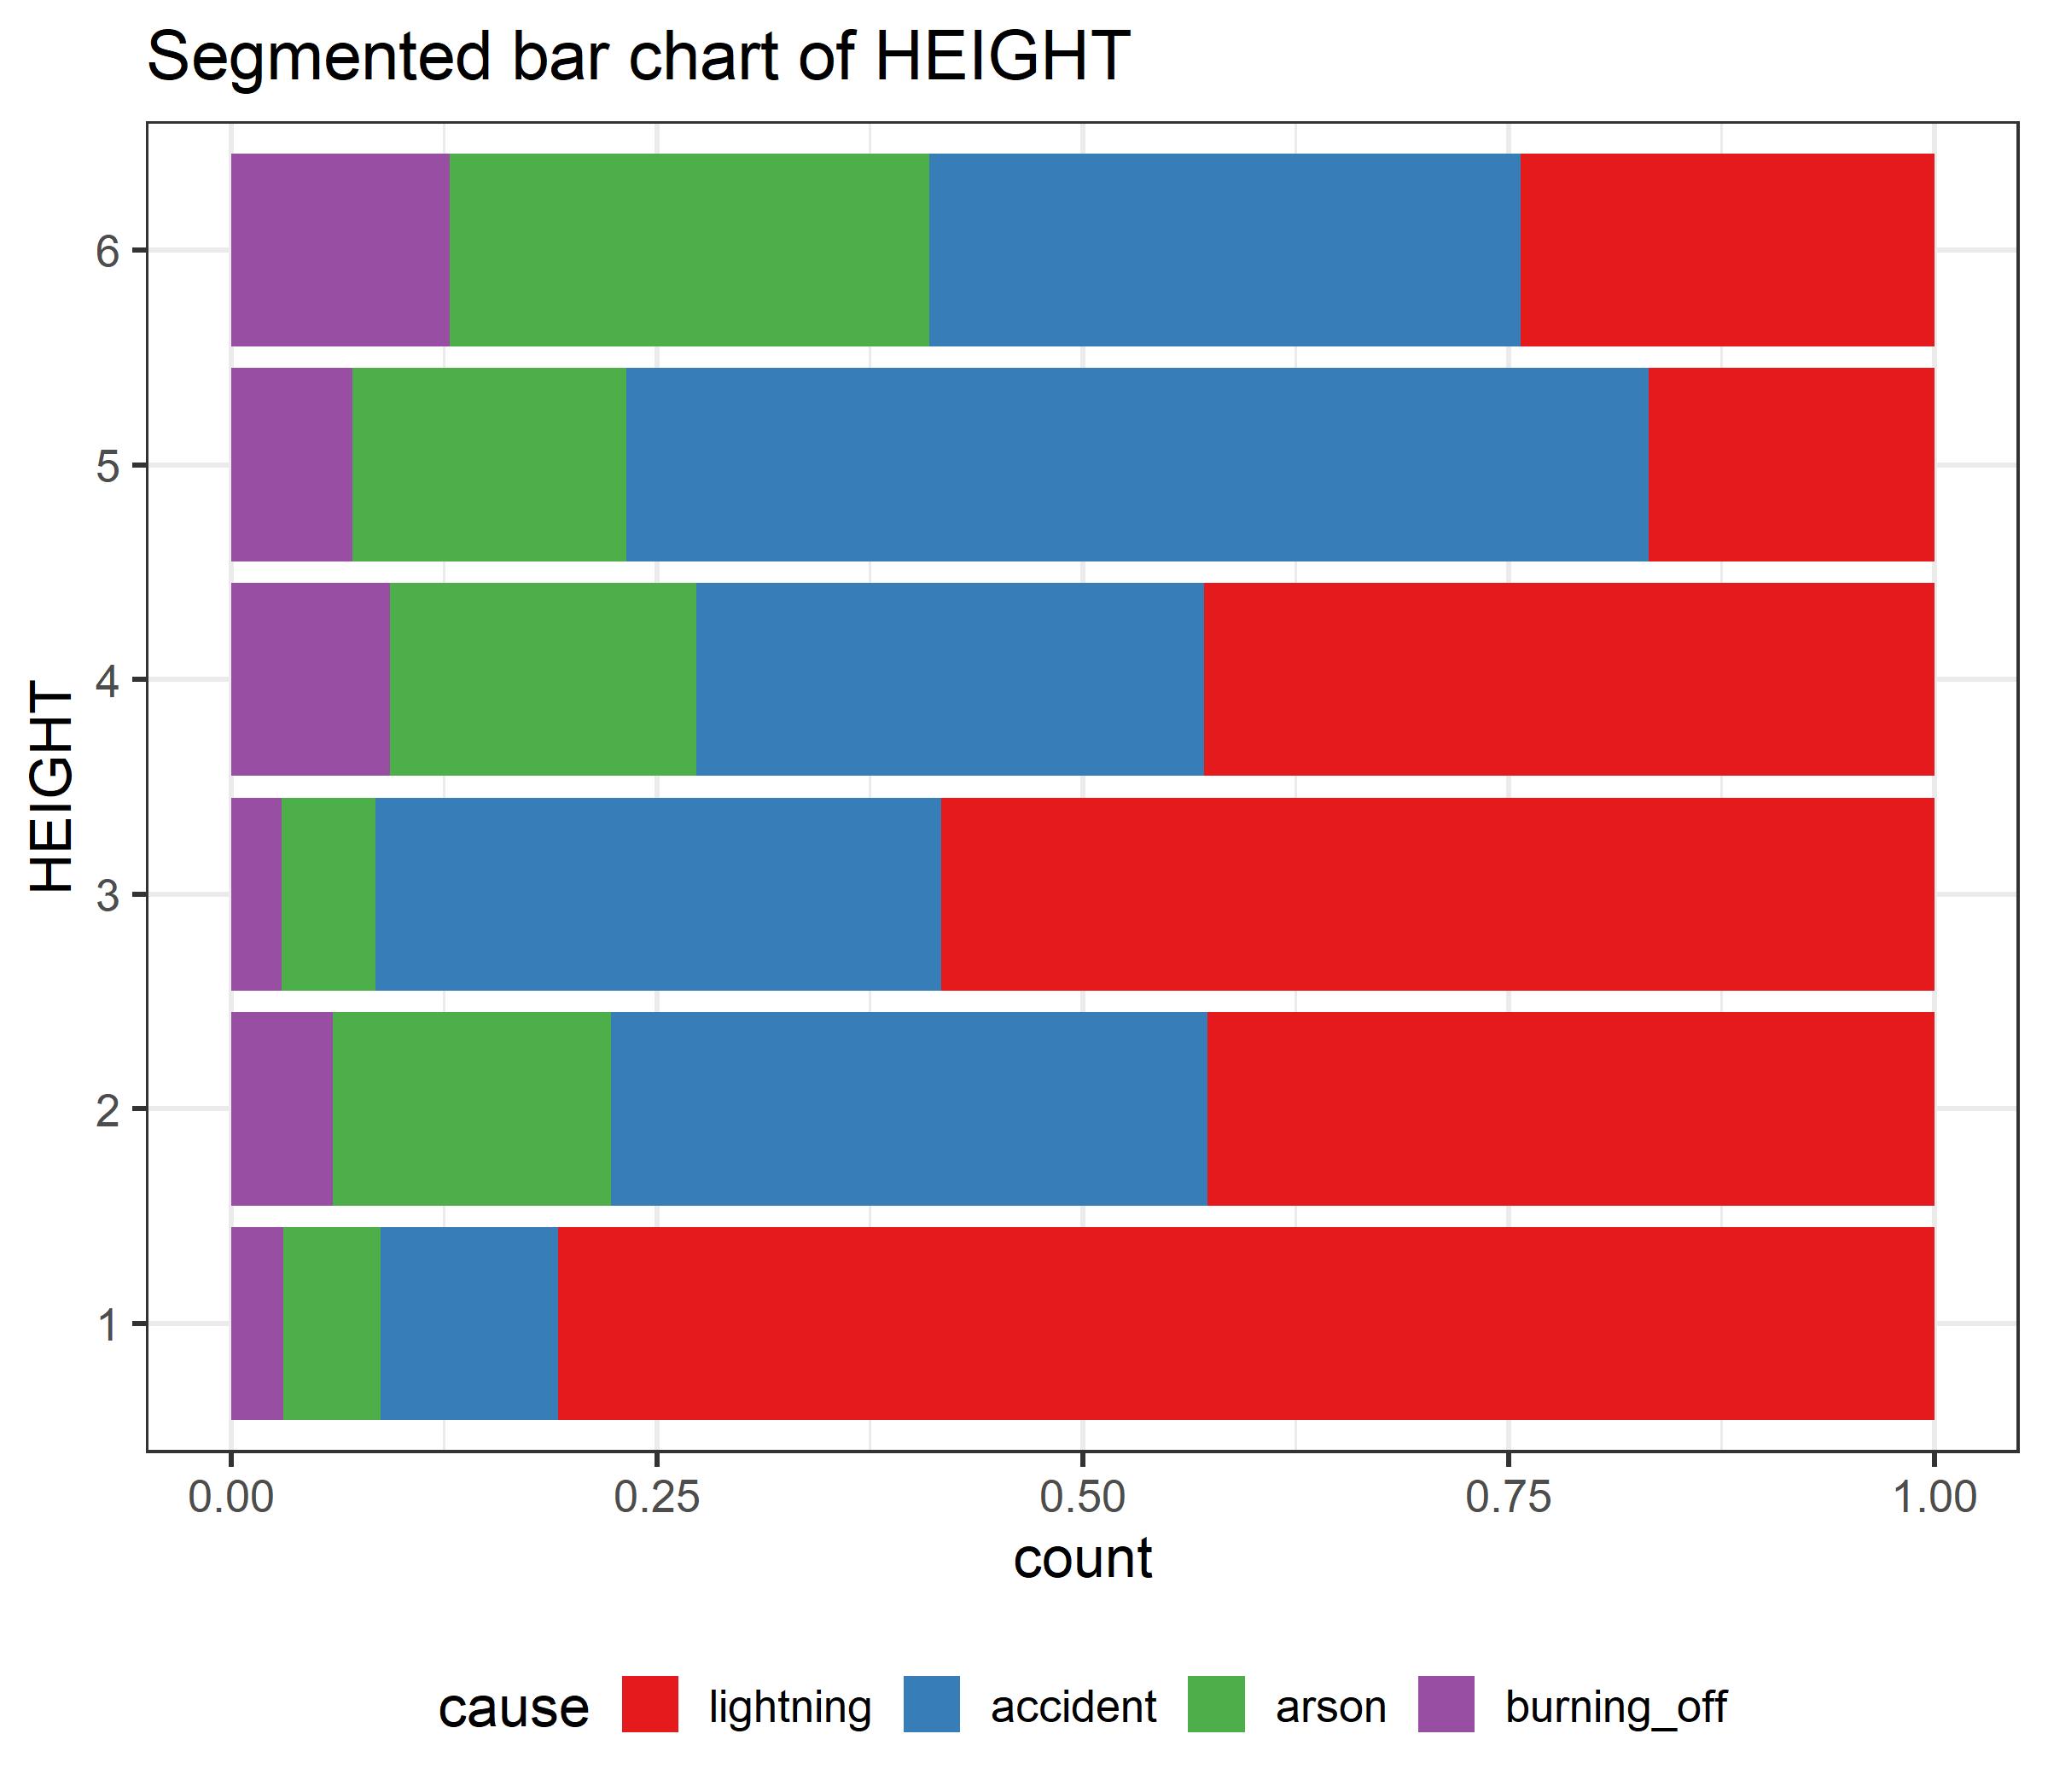 Segmented bar chart of HEIGHT
HEIGHT
6
5
4
3
2
1
0.00 0.25 0.50 0.75 1.00
count
cause lightning accident arson burning_off